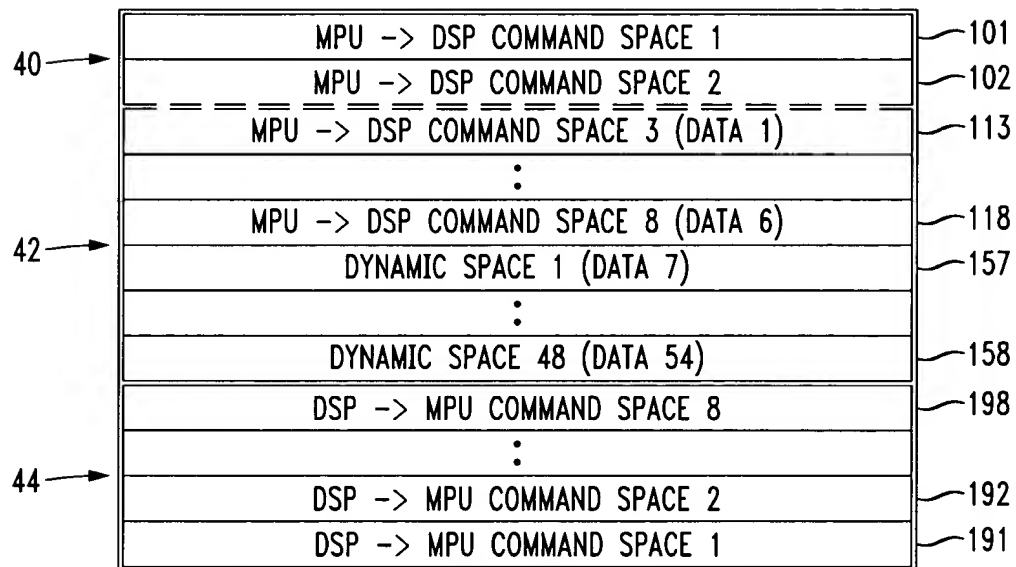 MPU -> DSP COMMAND SPACE 1 101
40
MPU -> DSP COMMAND SPACE 2 102
MPU -> DSP COMMAND SPACE 3 (DATA 1) 113
MPU -> DSP COMMAND SPACE 8 (DATA 6) 118
42
DYNAMIC SPACE 1 (DATA 7) 157
DYNAMIC SPACE 48 (DATA 54) 158
DSP -> MPU COMMAND SPACE 8 198
44
DSP -> MPU COMMAND SPACE 2 192
DSP -> MPU COMMAND SPACE 1 191